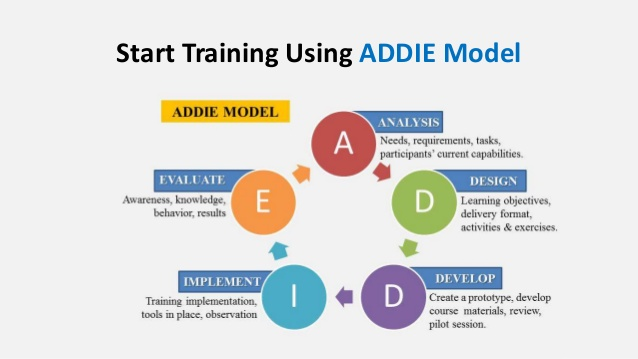 Start Training Using ADDIE Model
ADDIE MODEL
A
ANALYSIS
Needs, requirements, tasks,
participants' current capabilities.
D
DESIGN
Learning objectives,
delivery format,
activities & exercises.
D
DEVELOP
Create a prototype, develop
course materials, review,
pilot session.
I
IMPLEMENT
Training implementation,
tools in place, observation
E
EVALUATE
Awareness, knowledge,
behavior, results